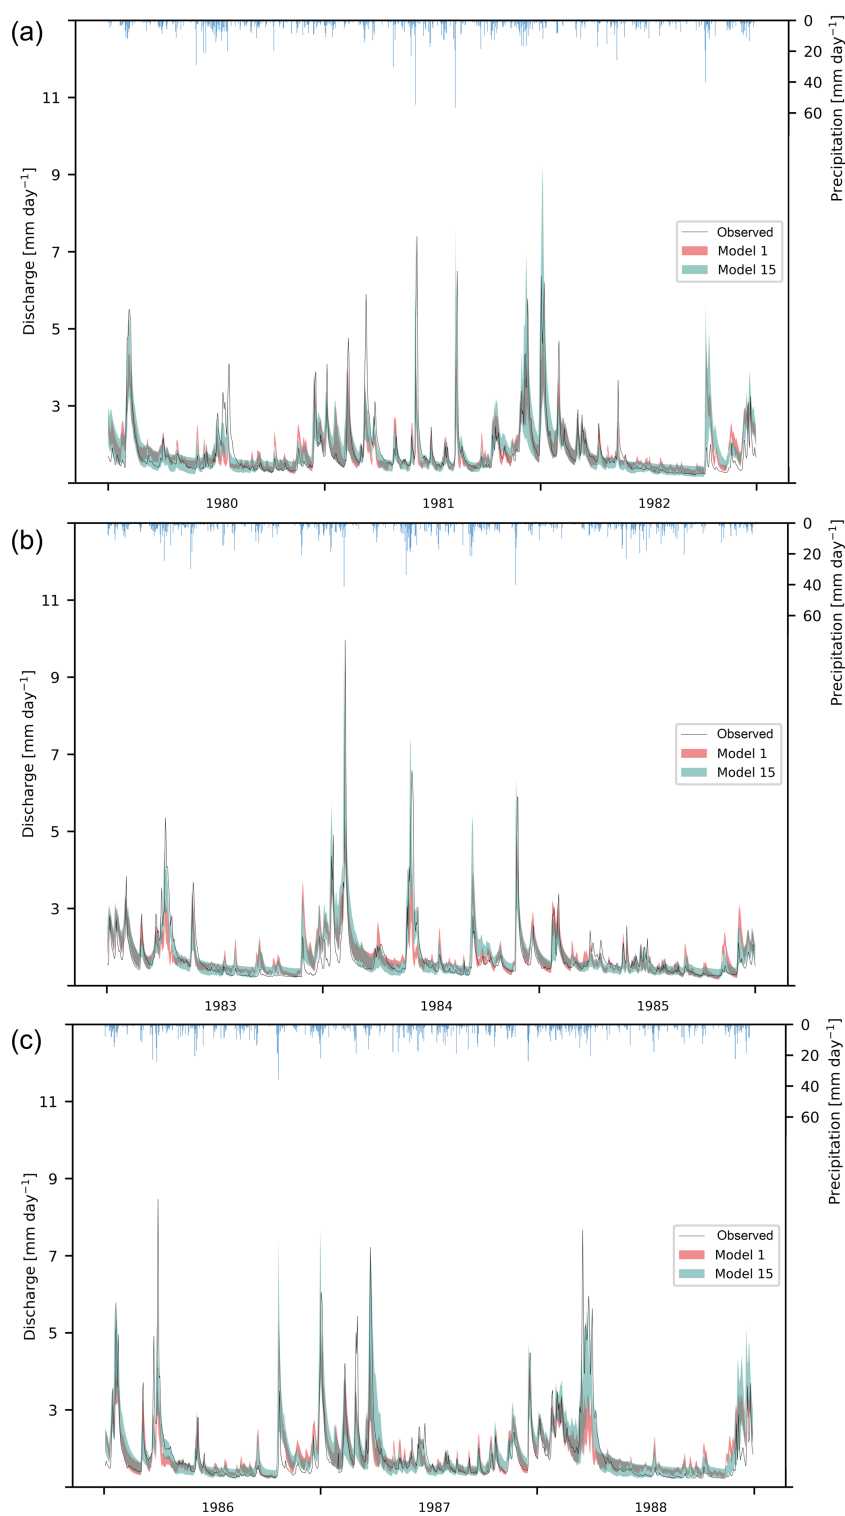 (a)
0
20
40
60
Precipitation [mm day⁻¹]
11
9
7
5
3
Discharge [mm day⁻¹]
Observed
Model 1
Model 15
1980
1981
1982
(b)
0
20
40
60
Precipitation [mm day⁻¹]
11
9
7
5
3
Discharge [mm day⁻¹]
Observed
Model 1
Model 15
1983
1984
1985
(c)
0
20
40
60
Precipitation [mm day⁻¹]
11
9
7
5
3
Discharge [mm day⁻¹]
Observed
Model 1
Model 15
1986
1987
1988